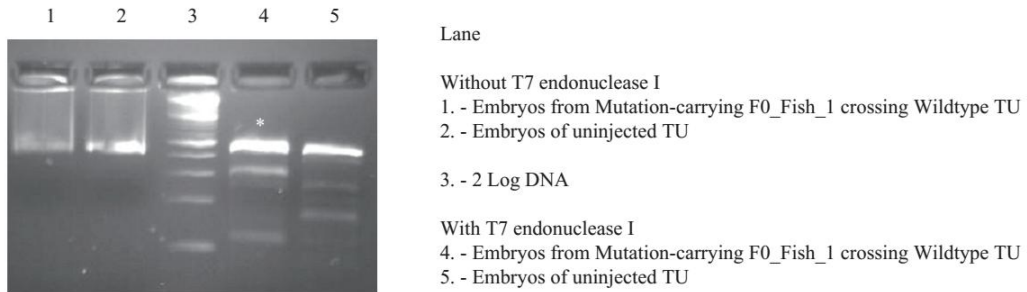 1 2 3 4 5
*
Lane
Without T7 endonuclease I
1. - Embryos from Mutation-carrying F0_Fish_1 crossing Wildtype TU
2. - Embryos of uninjected TU
3. - 2 Log DNA
With T7 endonuclease I
4. - Embryos from Mutation-carrying F0_Fish_1 crossing Wildtype TU
5. - Embryos of uninjected TU